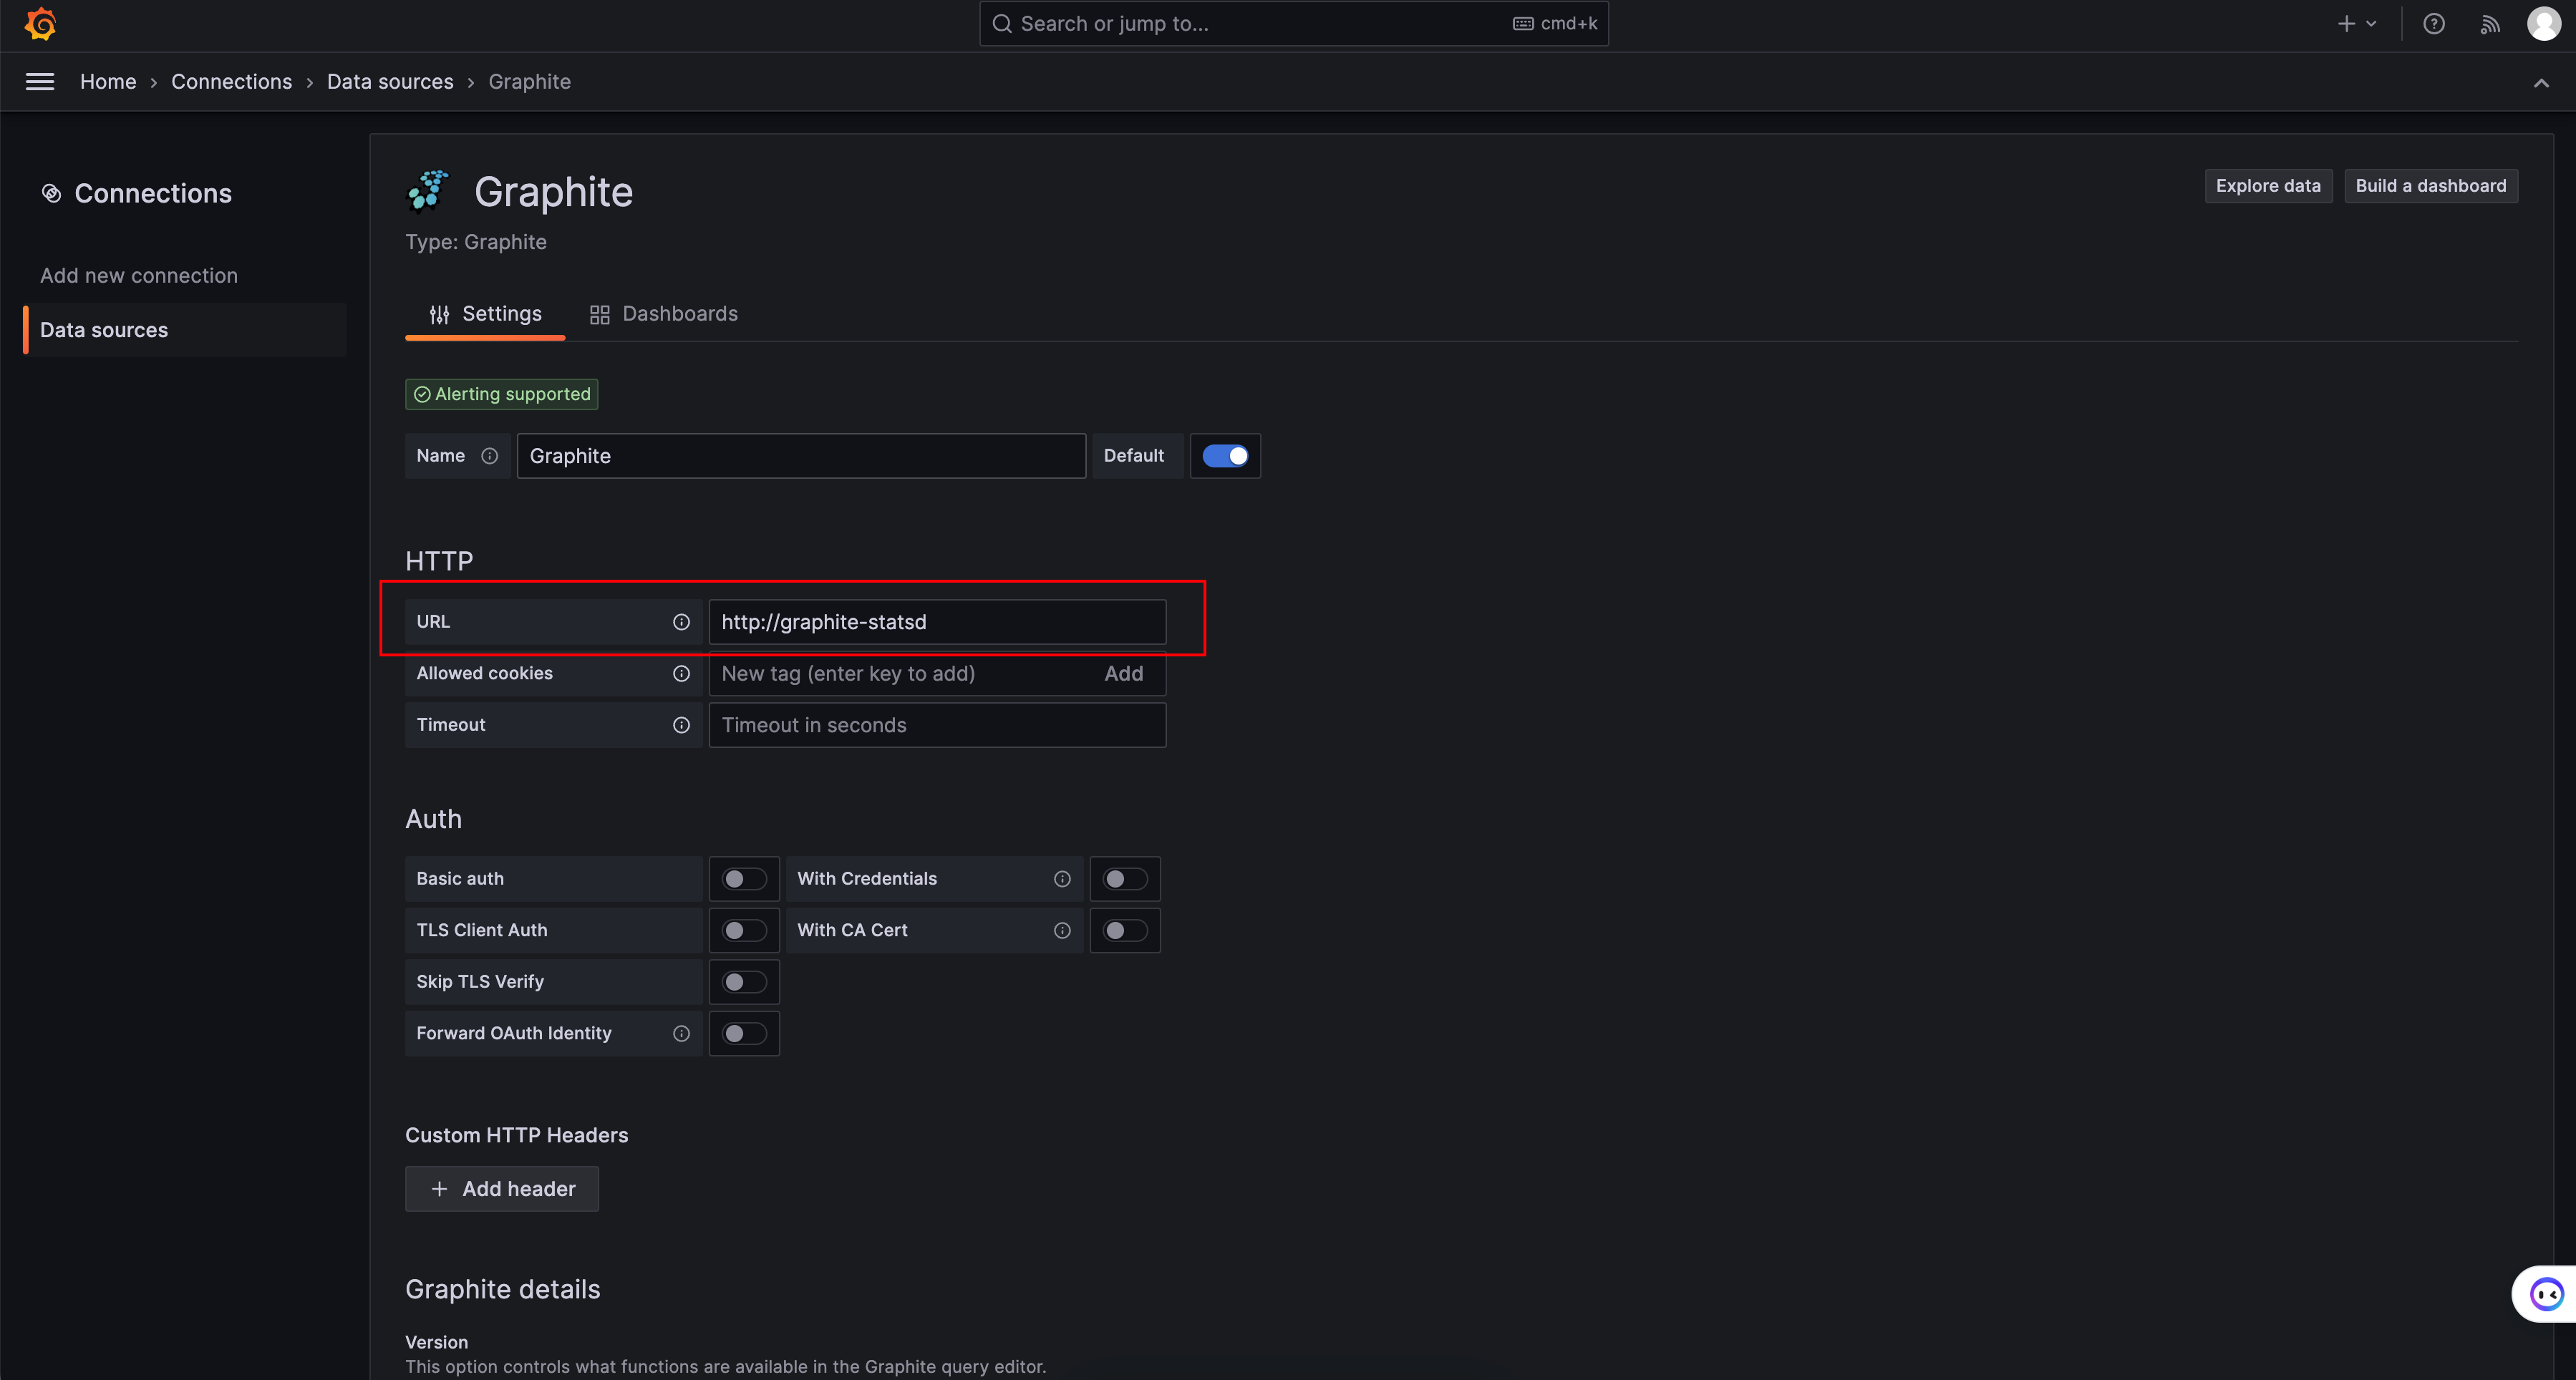 Search or jump to...
cmd+k
Home › Connections › Data sources › Graphite
Connections
Add new connection
Data sources
Graphite
Type: Graphite
Explore data
Build a dashboard
Settings
Dashboards
Alerting supported
Name
Graphite
Default
HTTP
URL
http://graphite-statsd
Allowed cookies
New tag (enter key to add)
Add
Timeout
Timeout in seconds
Auth
Basic auth
With Credentials
TLS Client Auth
With CA Cert
Skip TLS Verify
Forward OAuth Identity
Custom HTTP Headers
+ Add header
Graphite details
Version
This option controls what functions are available in the Graphite query editor.